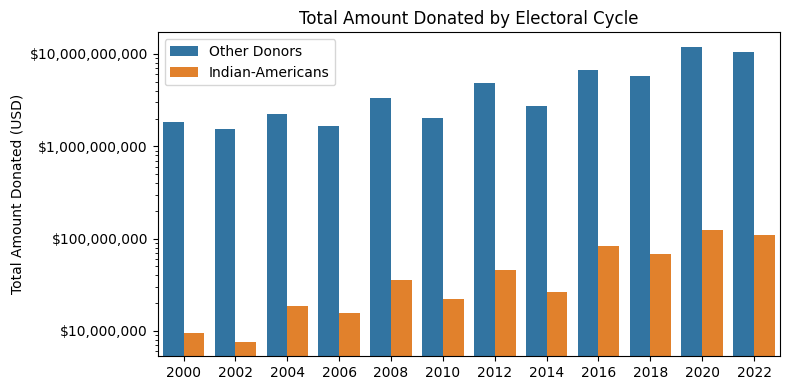 Total Amount Donated by Electoral Cycle
Other Donors
Indian-Americans
Total Amount Donated (USD)
$10,000,000,000
$1,000,000,000
$100,000,000
$10,000,000
2000 2002 2004 2006 2008 2010 2012 2014 2016 2018 2020 2022